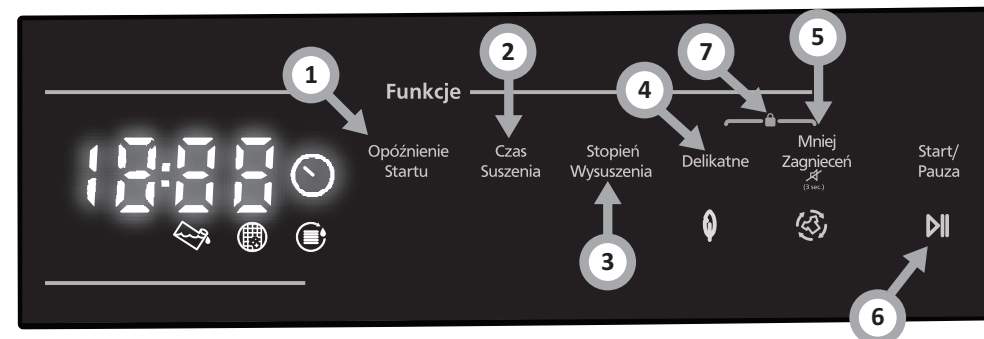 1
2
7
5
4
Funkcje
18:88
Opóźnienie
Startu
Czas
Suszenia
Stopień
Wysuszenia
Delikatne
Mniej
Zagnieceń
(3 sec.)
Start/
Pauza
3
6